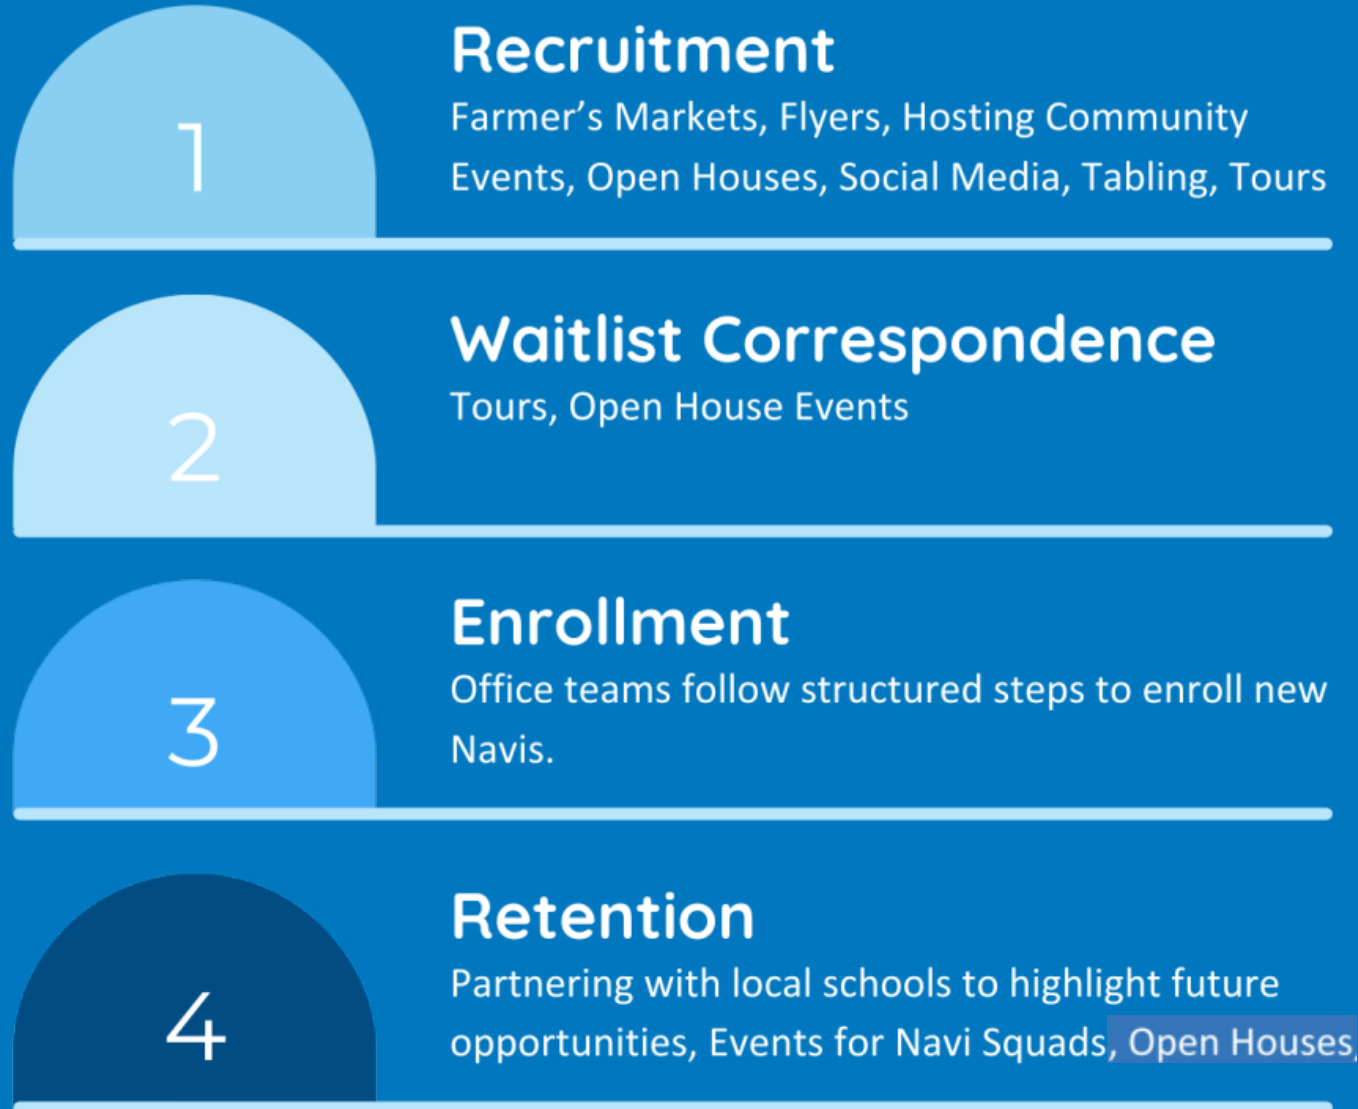 1
Recruitment
Farmer’s Markets, Flyers, Hosting Community
Events, Open Houses, Social Media, Tabling, Tours
2
Waitlist Correspondence
Tours, Open House Events
3
Enrollment
Office teams follow structured steps to enroll new
Navis.
4
Retention
Partnering with local schools to highlight future
opportunities, Events for Navi Squads, Open Houses,